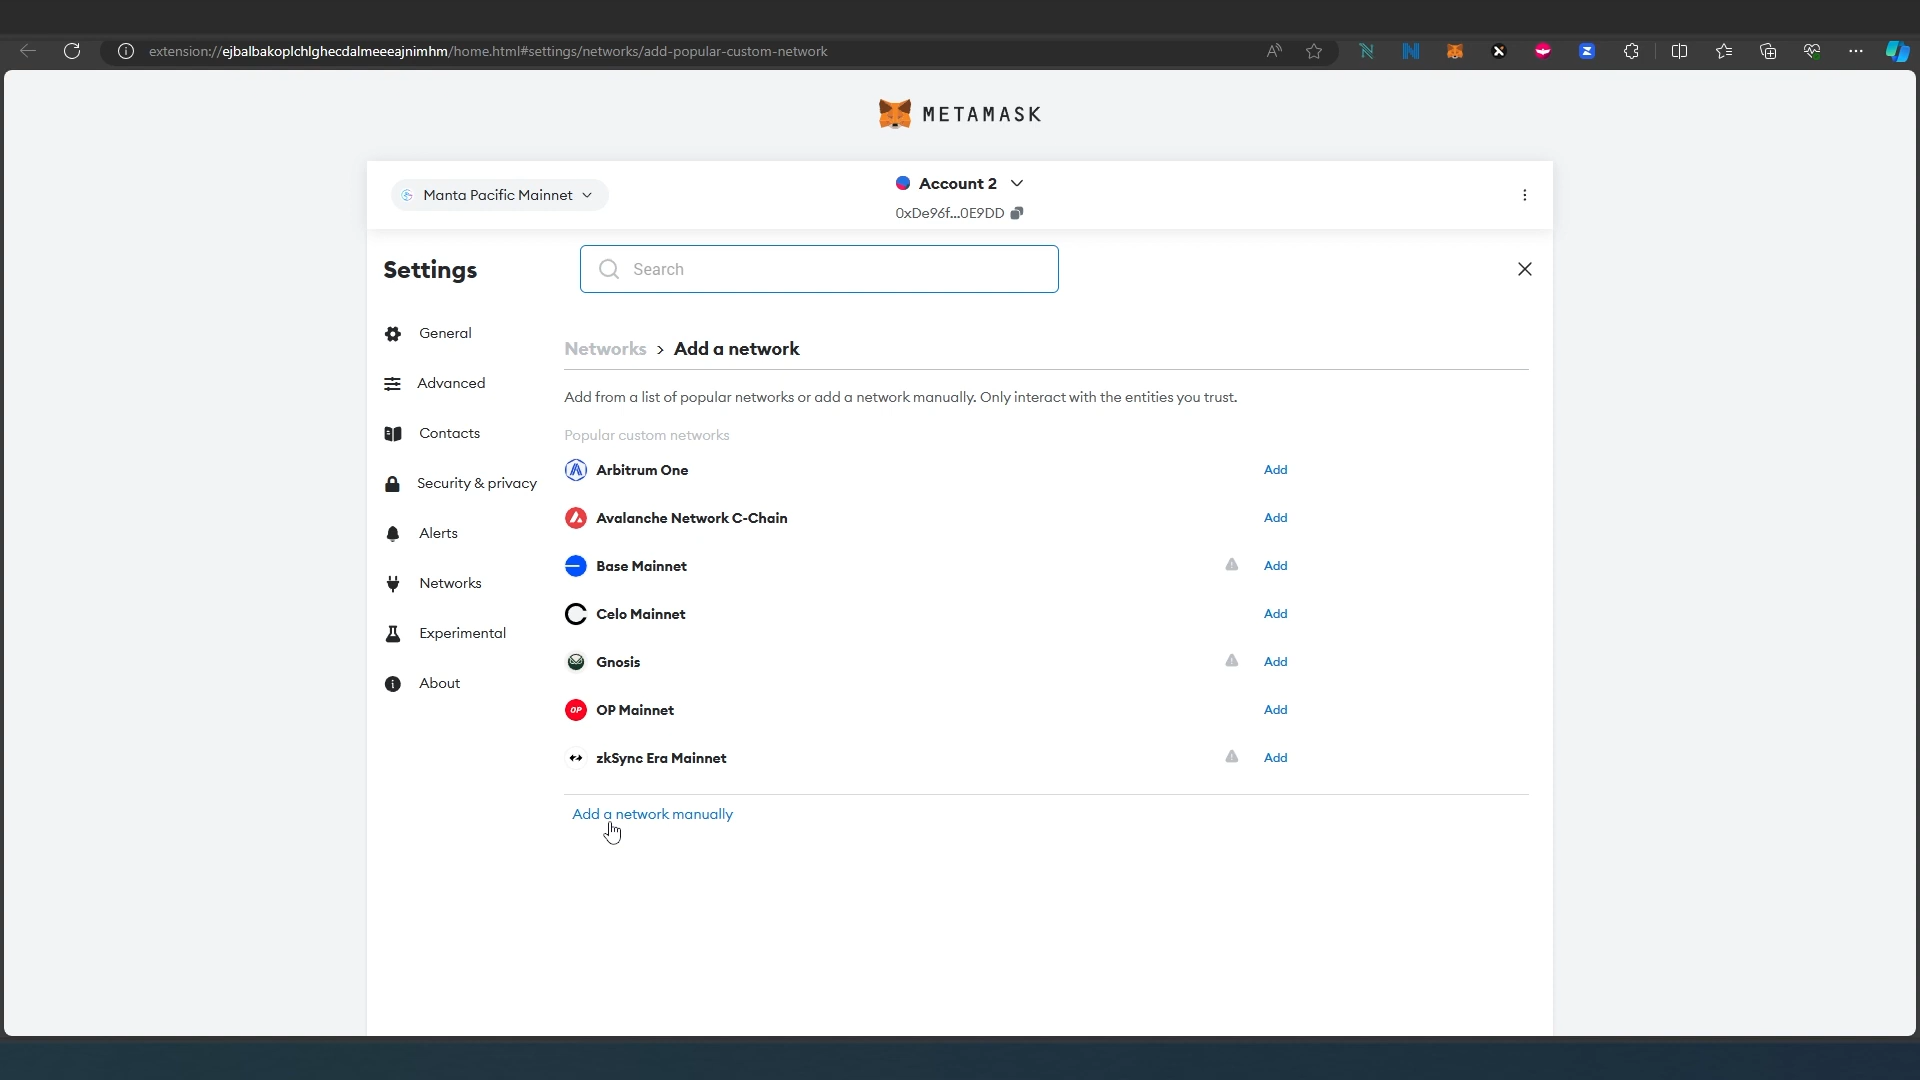 extension://ejbalbakoplchlghecdalmeeeajnimhm/home.html#settings/networks/add-popular-custom-network
METAMASK
Manta Pacific Mainnet
Account 2
0xDe96f...0E9DD
Settings
Search
General
Advanced
Contacts
Security & privacy
Alerts
Networks
Experimental
About
Networks > Add a network
Add from a list of popular networks or add a network manually. Only interact with the entities you trust.
Popular custom networks
Arbitrum One Add
Avalanche Network C-Chain Add
Base Mainnet Add
Celo Mainnet Add
Gnosis Add
OP OP Mainnet Add
zkSync Era Mainnet Add
Add a network manually